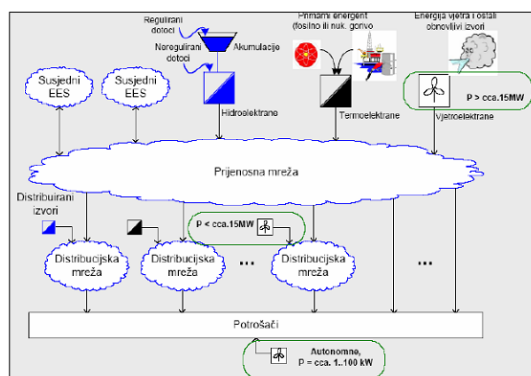 Regulirani
dotoci
Neregulirani
dotoci
Akumulacije
Primarni energent
(fosilno ili nuk. gorivo
Energija vjetra i ostali
obnovljivi izvori
Susjedni
EES
Susjedni
EES
Hidroelektrane
Termoelektrane
P > cca.15MW
Vjetroelektrane
Prijenosna mreža
Distribuirani
izvori
P < cca.15MW
Distribucijska
mreža
Distribucijska
mreža
...
Distribucijska
mreža
...
Potrošači
Autonomne,
P = cca. 1..100 kW